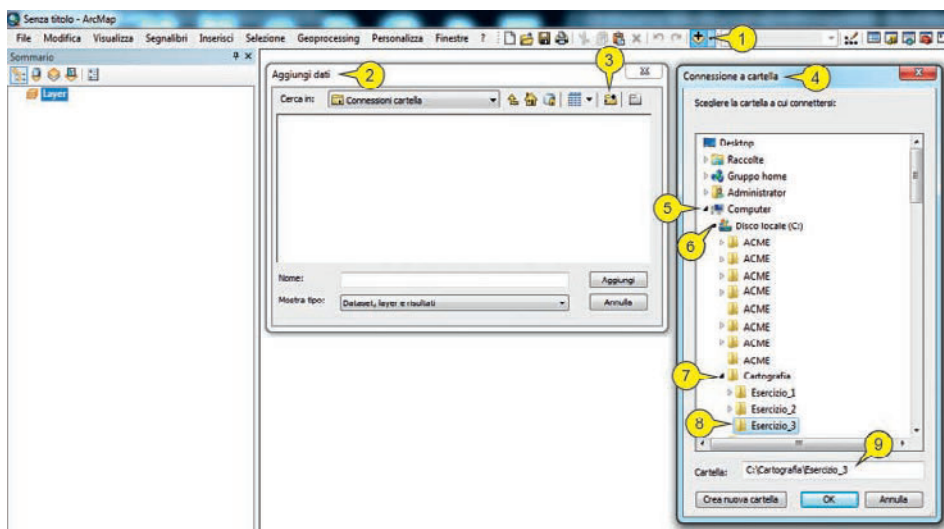 Senza titolo - ArcMap
File Modifica Visualizza Segnalibri Inserisci Selezione Geoprocessing Personalizza Finestre ?
1
Sommario
Layer
3
Aggiungi dati
2
Cerca in: Connessioni cartella
Nome:
Aggiungi
Mostra tipo: Dataset, layer e risultati
Annulla
Connessione a cartella
4
Scegliere la cartella a cui connettersi:
Desktop
Raccolte
Gruppo home
Administrator
5
Computer
6
Disco locale (C:)
ACME
ACME
ACME
ACME
ACME
ACME
ACME
ACME
7
Cartografia
Esercizio_1
Esercizio_2
8
Esercizio_3
9
Cartella: C:\Cartografia\Esercizio_3
Crea nuova cartella
OK
Annulla